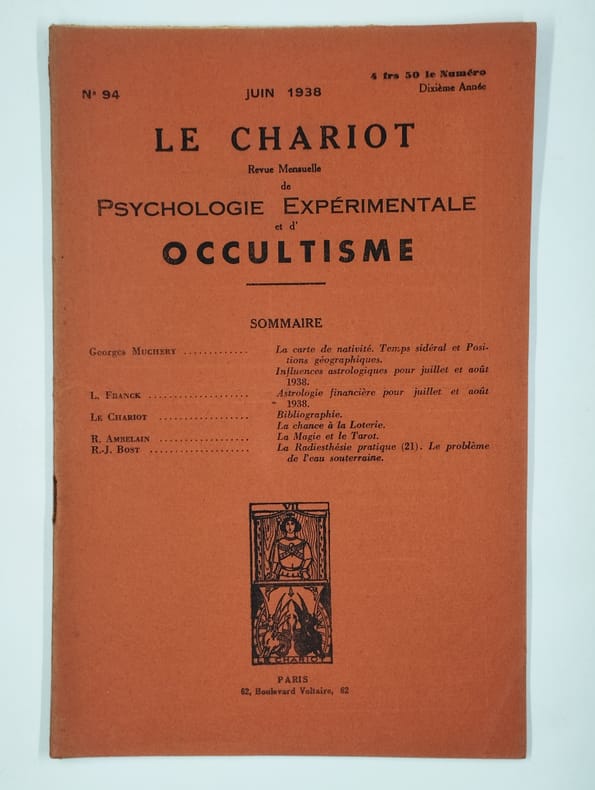 4 frs 50 le Numéro
N° 94 JUIN 1938 Dixième Année
LE CHARIOT
Revue Mensuelle
de
PSYCHOLOGIE EXPÉRIMENTALE
et d'
OCCULTISME
SOMMAIRE
Georges MUCHERY ............. La carte de nativité. Temps sidéral et Posi-
tions géographiques.
Influences astrologiques pour juillet et août
1938.
L. FRANCK .................... Astrologie financière pour juillet et août
1938.
LE CHARIOT ................... Bibliographie.
La chance à la Loterie.
R. AMBELAIN .................. La Magie et le Tarot.
R.-J. BOST .................... La Radiesthésie pratique (21). Le problème
de l'eau souterraine.
VII
LE CHARIOT
PARIS
62, Boulevard Voltaire, 62